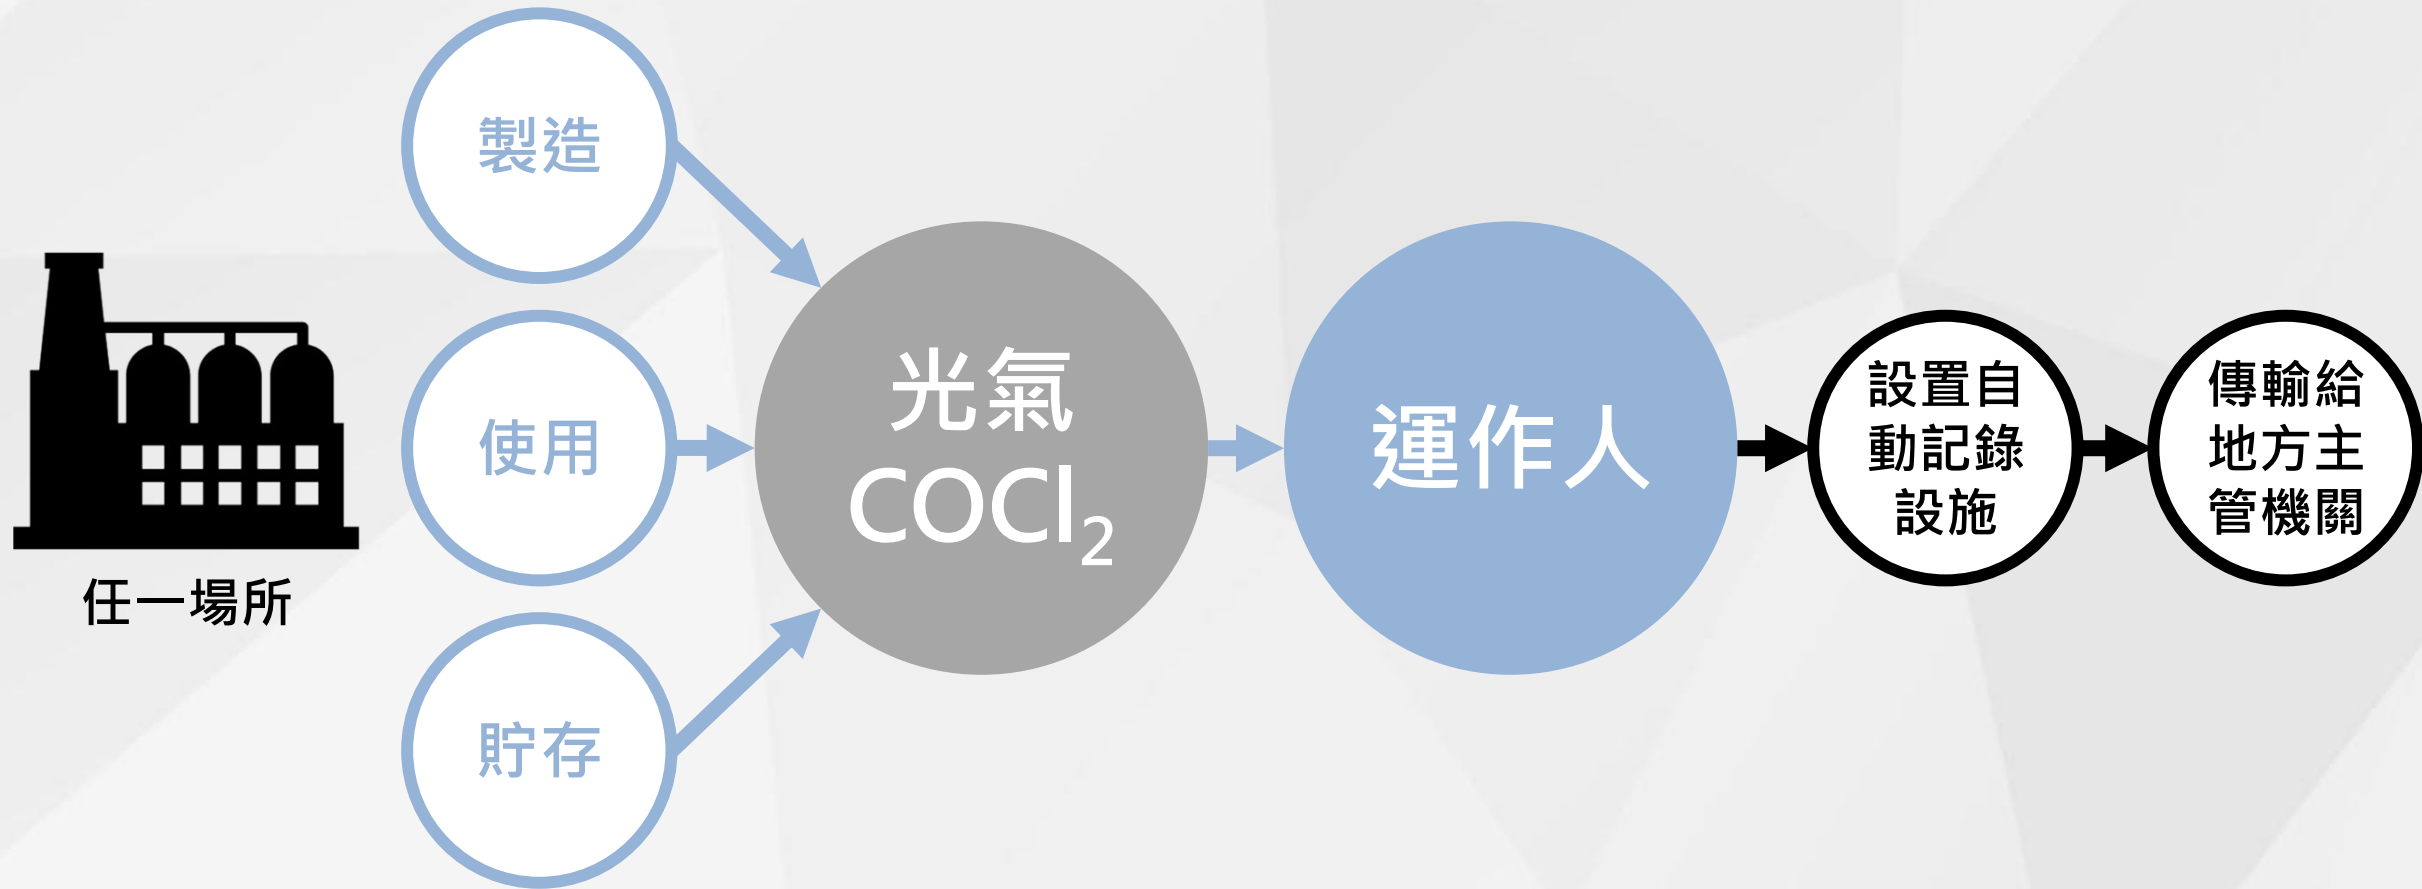 任一場所
製造
使用
貯存
光氣
COCl₂
運作人
設置自
動記錄
設施
傳輸給
地方主
管機關